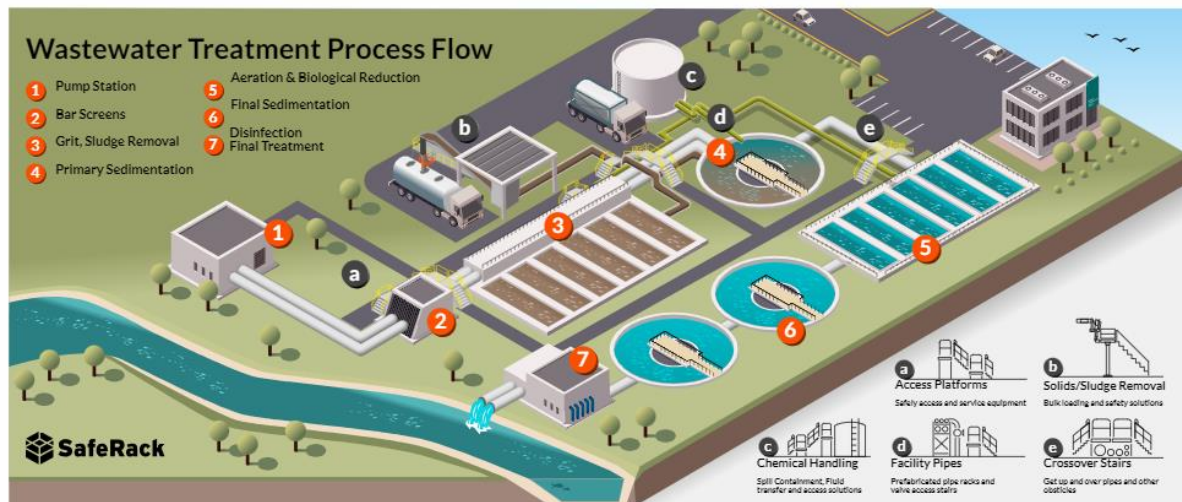 Wastewater Treatment Process Flow
1 Pump Station
2 Bar Screens
3 Grit, Sludge Removal
4 Primary Sedimentation
5 Aeration & Biological Reduction
6 Final Sedimentation
7 Disinfection
Final Treatment
c
b
d
e
4
1
3
a
5
2
6
7
a
Access Platforms
Safely access and service equipment
b
Solids/Sludge Removal
Bulk loading and safety solutions
c
Chemical Handling
Spill Containment, Fluid
transfer and access solutions
d
Facility Pipes
Prefabricated pipe racks and
valve access stairs
e
Crossover Stairs
Get up and over pipes and other
obsticles
SafeRack